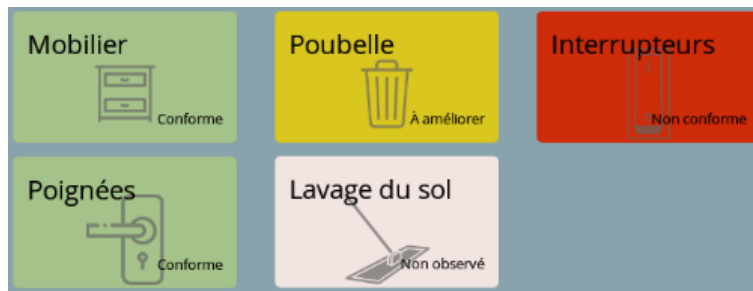 Mobilier
Conforme
Poubelle
À améliorer
Interrupteurs
Non conforme
Poignées
Conforme
Lavage du sol
Non observé